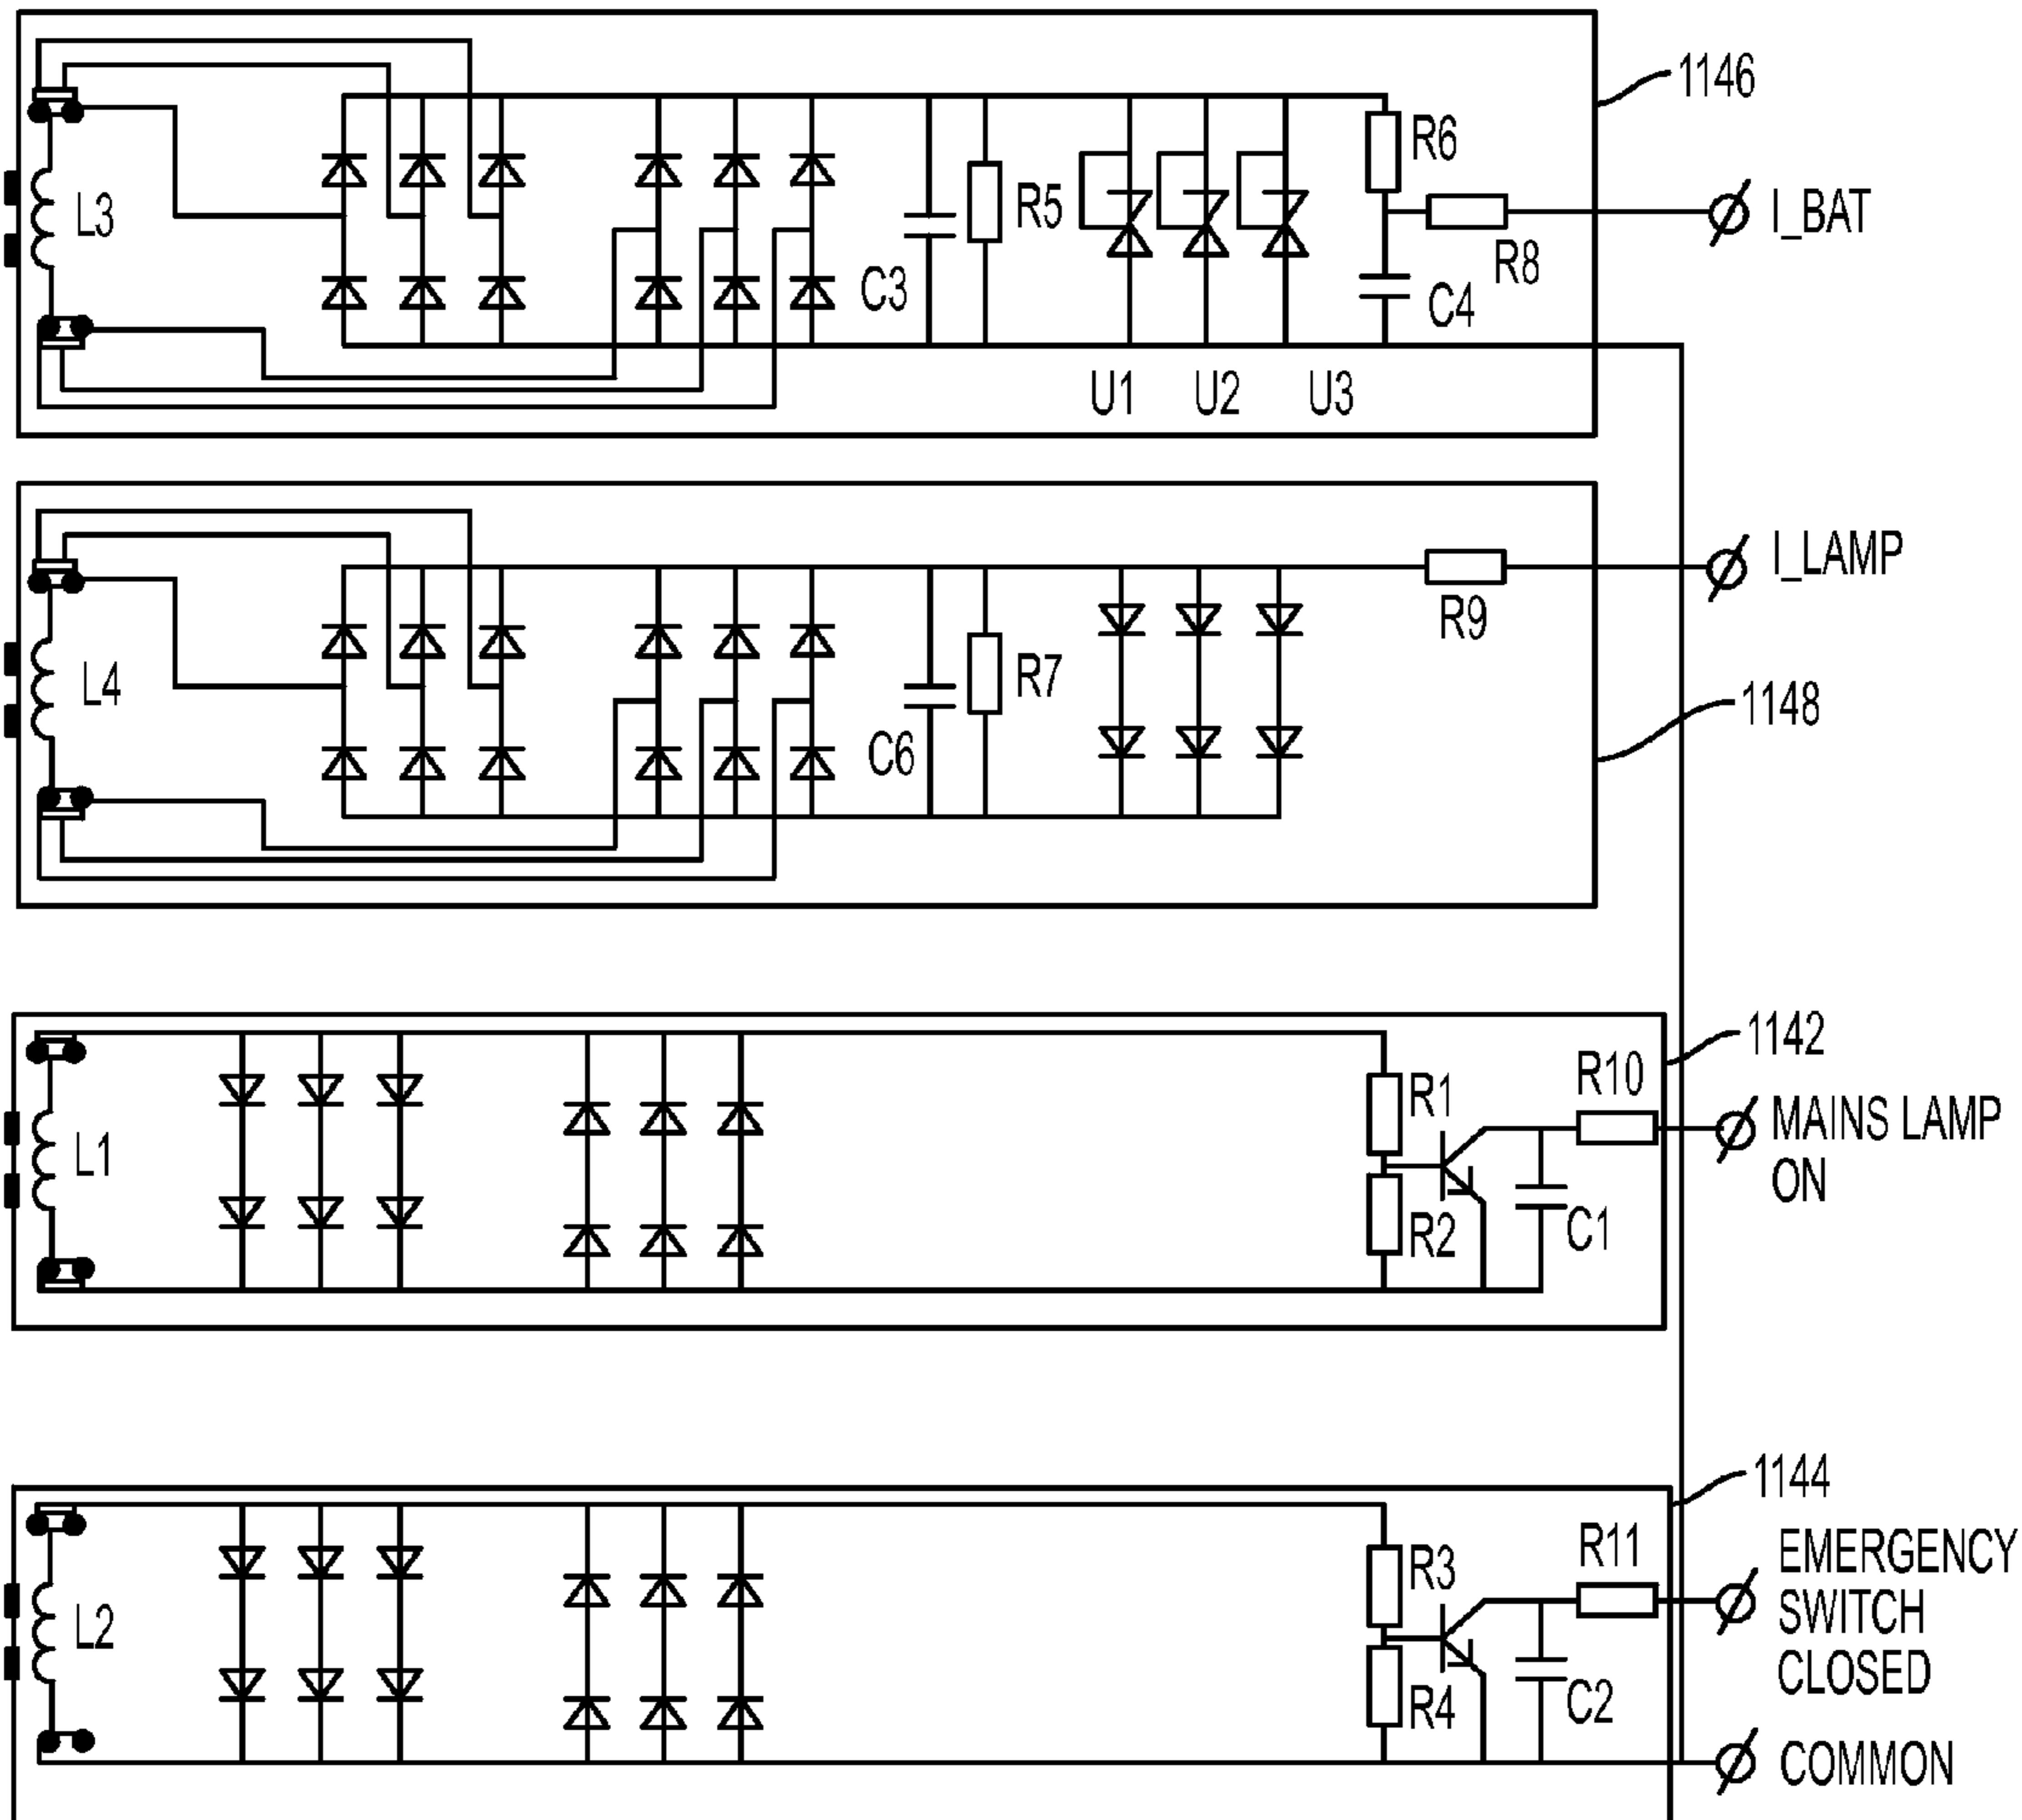 1146
R6
L3
R5
I_BAT
R8
C3
C4
U1
U2
U3
I_LAMP
R9
R7
L4
1148
C6
1142
R10
R1
MAINS LAMP
ON
L1
R2
C1
1144
R11
EMERGENCY
SWITCH
CLOSED
R3
L2
R4
C2
COMMON